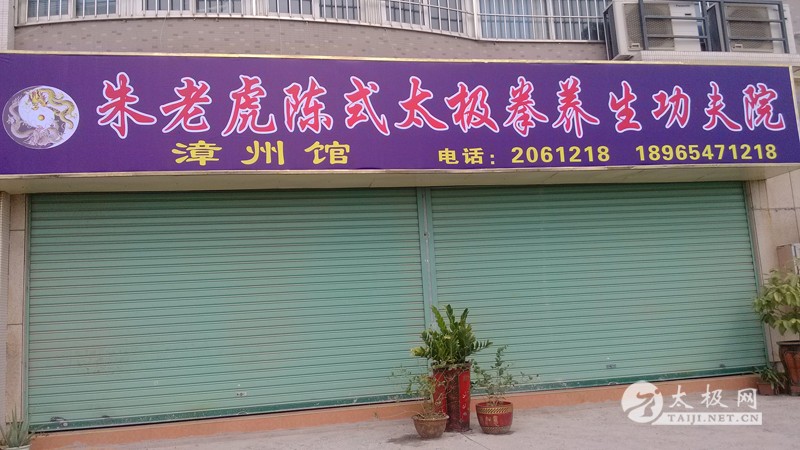 朱老虎陈式太极拳养生功夫院
漳州馆 电话：2061218 18965471218
太极网
TAIJI.NET.CN